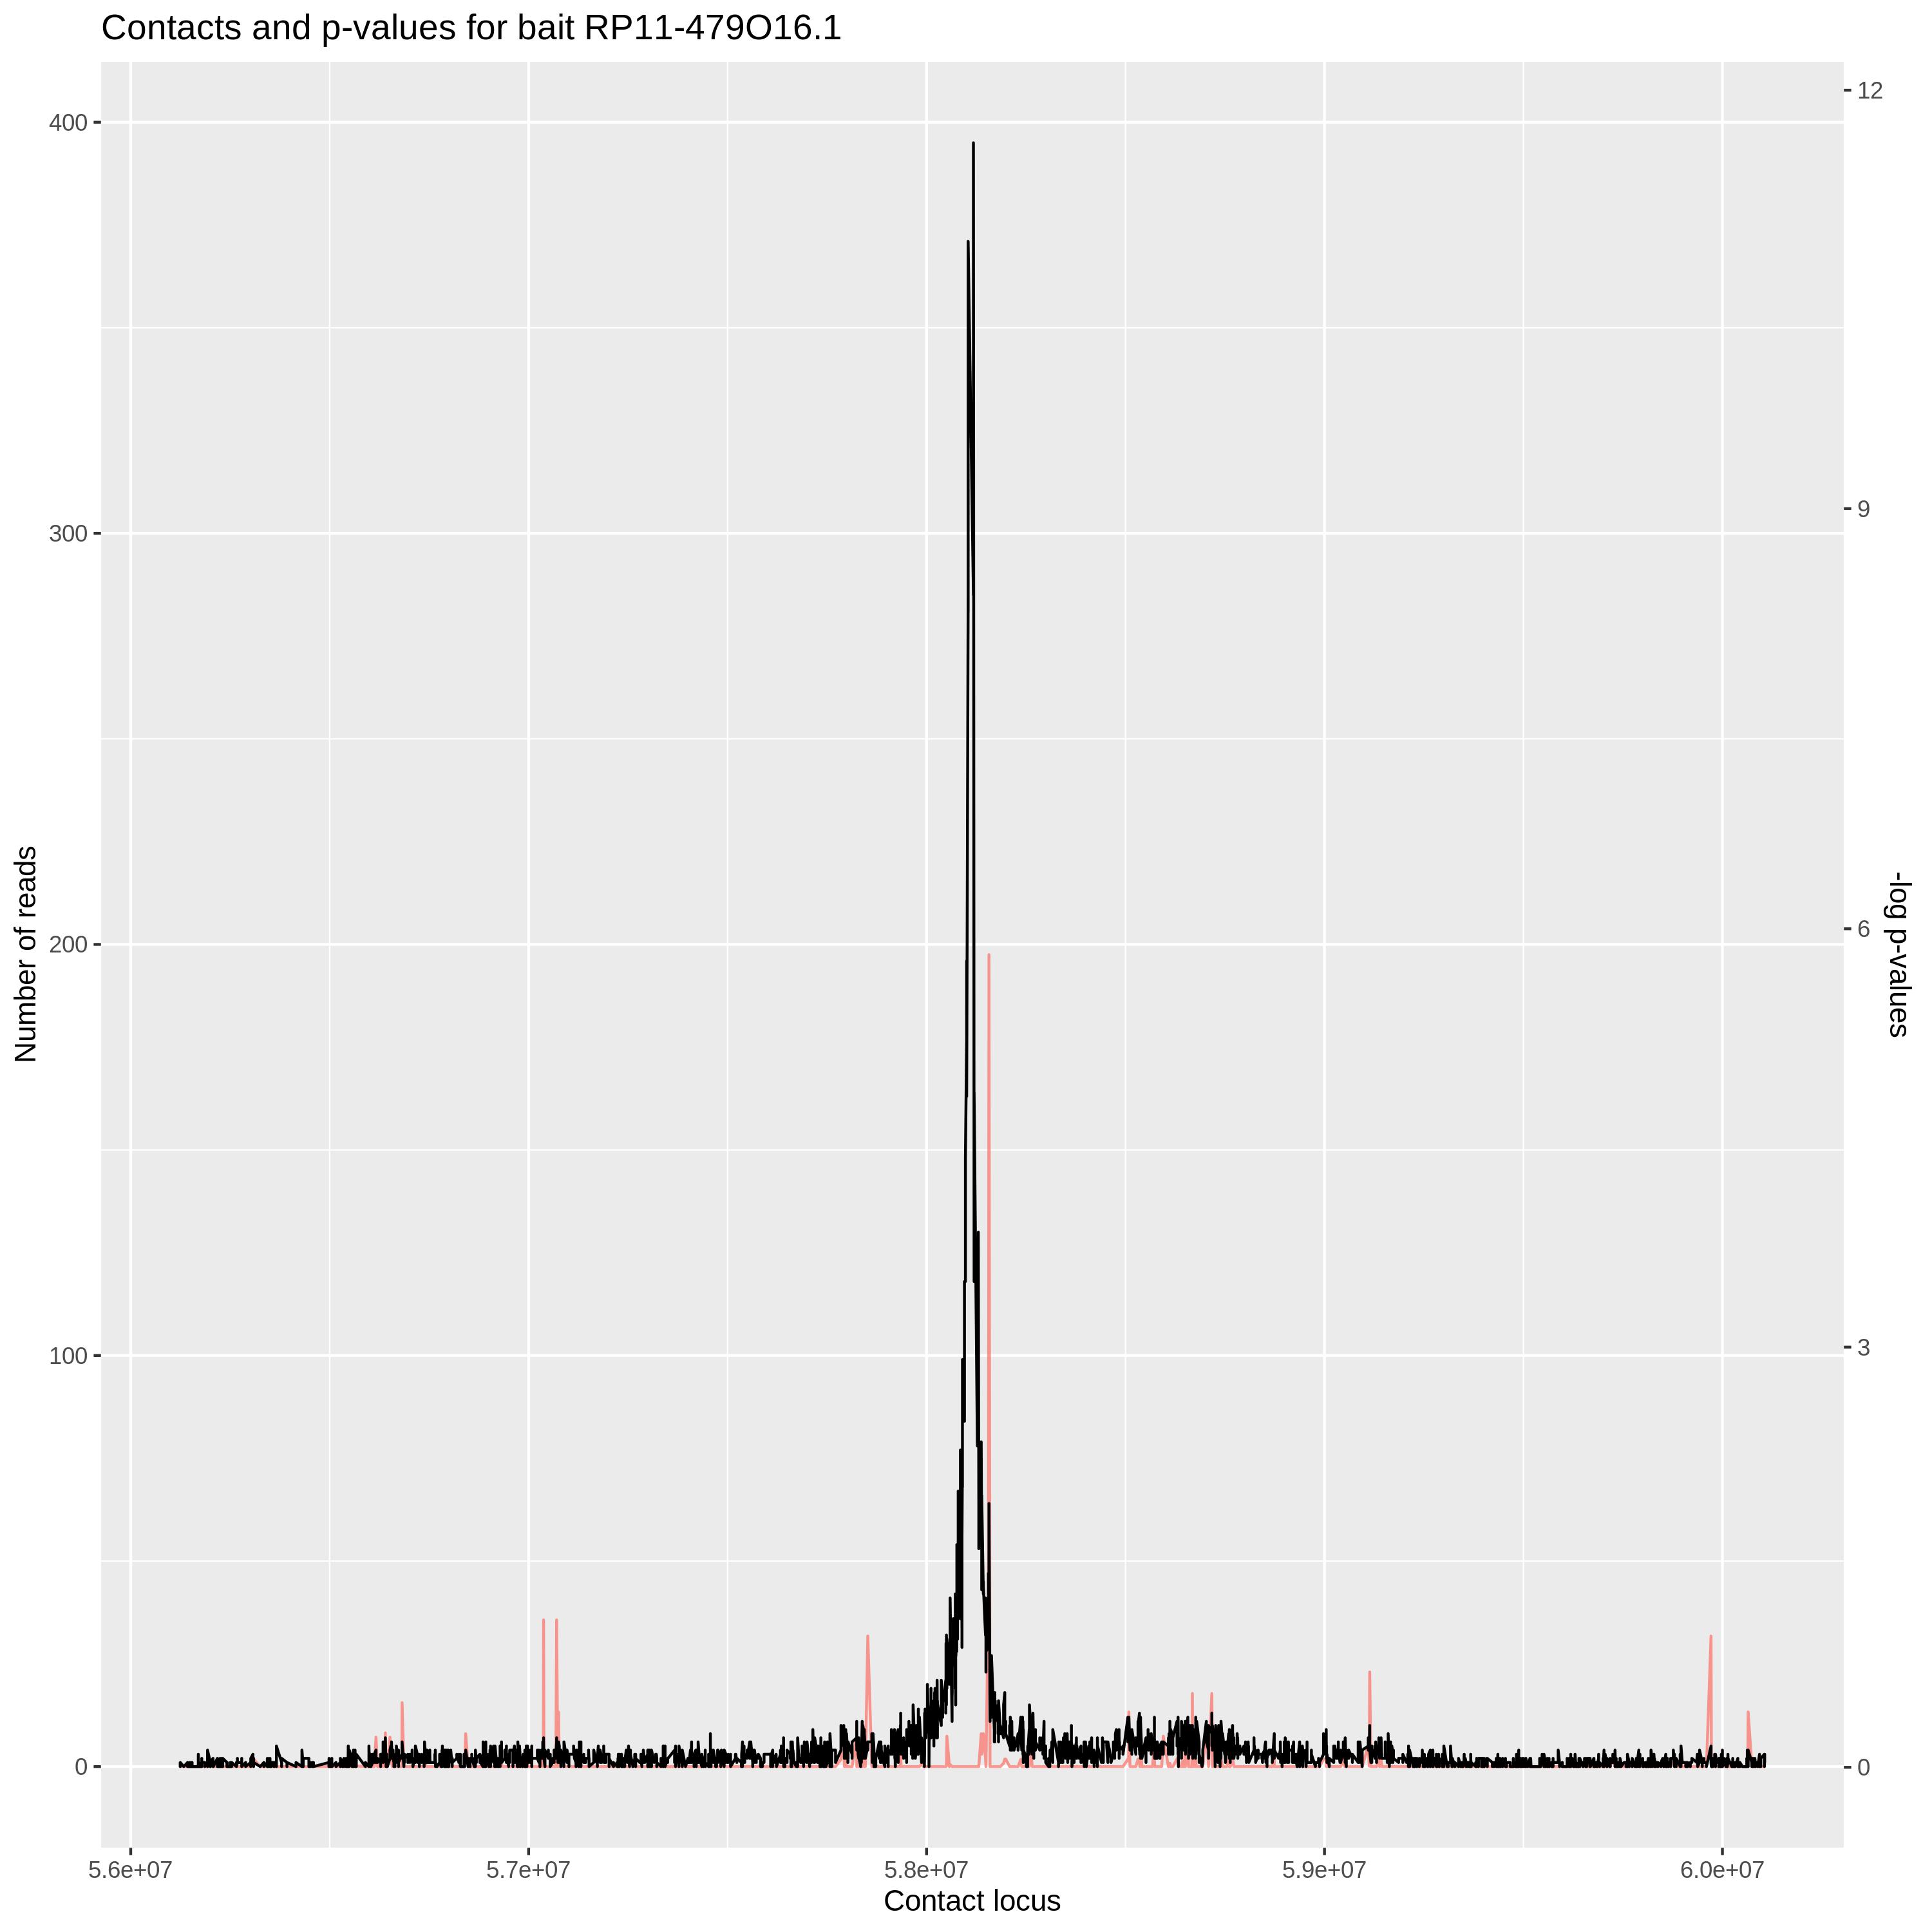 Contacts and p-values for bait RP11-479O16.1
400
300
200
100
0
Number of reads
12
9
6
3
0
-log p-values
5.6e+07
5.7e+07
5.8e+07
5.9e+07
6.0e+07
Contact locus